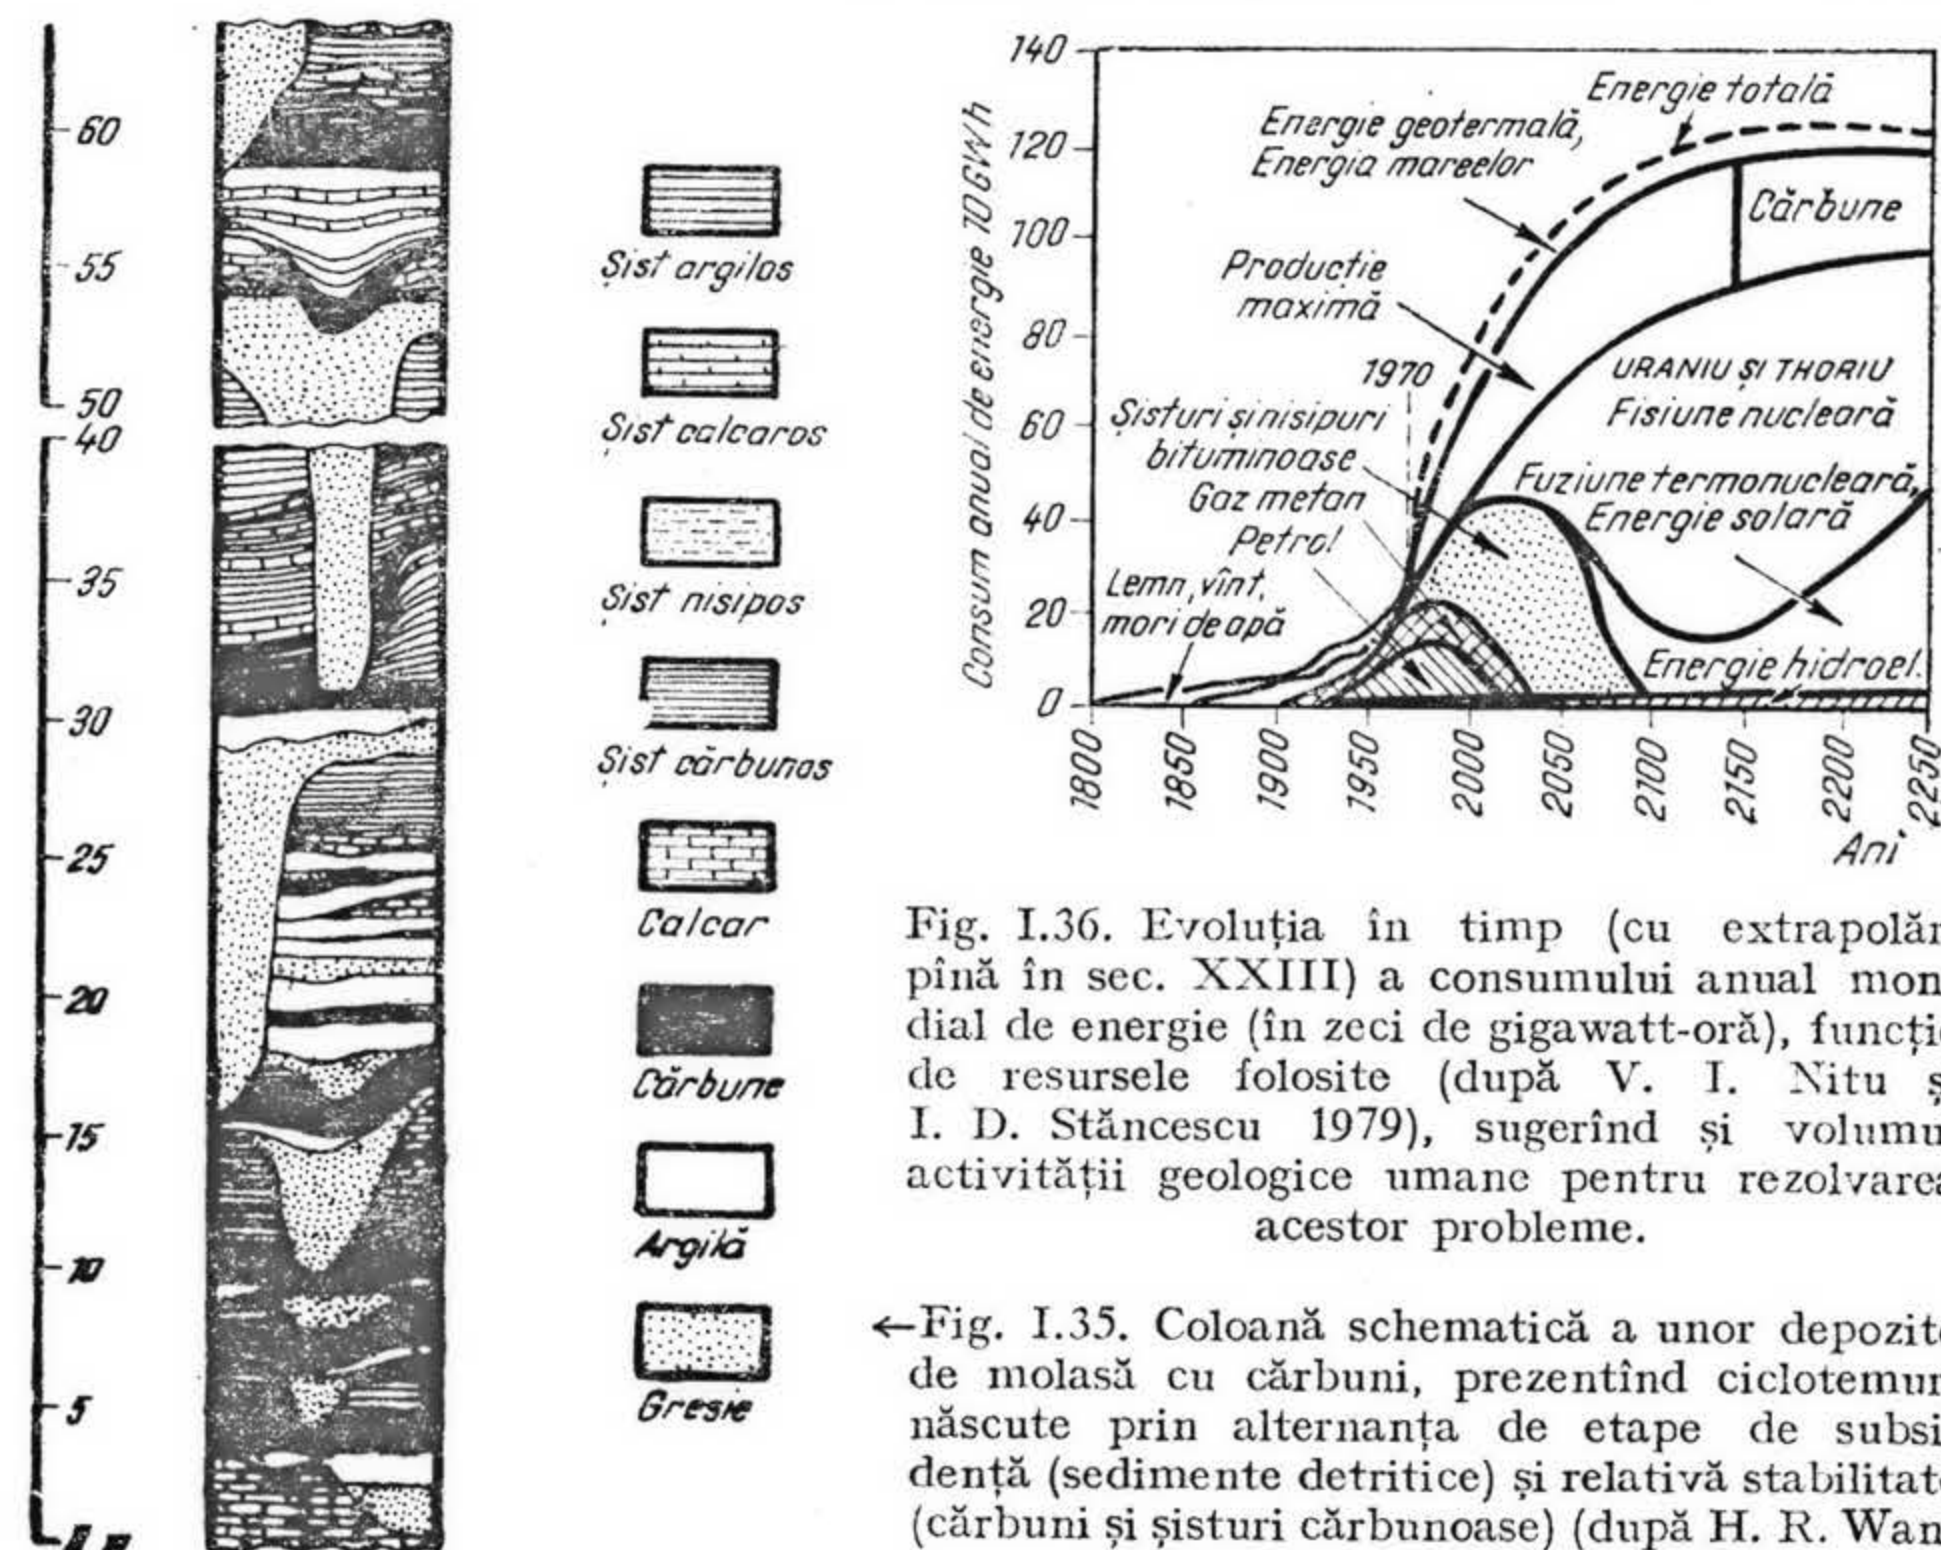 60
55
50
40
35
30
25
20
15
10
5
Șist argilos
Șist calcaros
Șist nisipos
Șist cărbunos
Calcar
Cărbune
Argilă
Gresie
Consum anual de energie 10 GWh
140
120
100
80
60
40
20
0
Energie totală
Energie geotermală,
Energia mareelor
Cărbune
Producție
maximă
1970
URANIU ȘI THORIU
Fisiune nucleară
Șisturi și nisipuri
bituminoase
Gaz metan
Petrol
Fuziune termonucleară,
Energie solară
Lemn, vînt,
mori de apă
Energie hidroel.
1800
1850
1900
1950
2000
2050
2100
2150
2200
2250
Ani
Fig. I.36. Evoluția în timp (cu extrapolăr
pînă în sec. XXIII) a consumului anual mon
dial de energie (în zeci de gigawatt-oră), funcție
de resursele folosite (după V. I. Nitu ș
I. D. Stăncescu 1979), sugerînd și volumu
activității geologice umane pentru rezolvarea
acestor probleme.
←Fig. I.35. Coloană schematică a unor depozite
de molasă cu cărbuni, prezentînd ciclotemur
născute prin alternanța de etape de subsi
dență (sedimente detritice) și relativă stabilitate
(cărbuni și șisturi cărbunoase) (după H. R. Wan